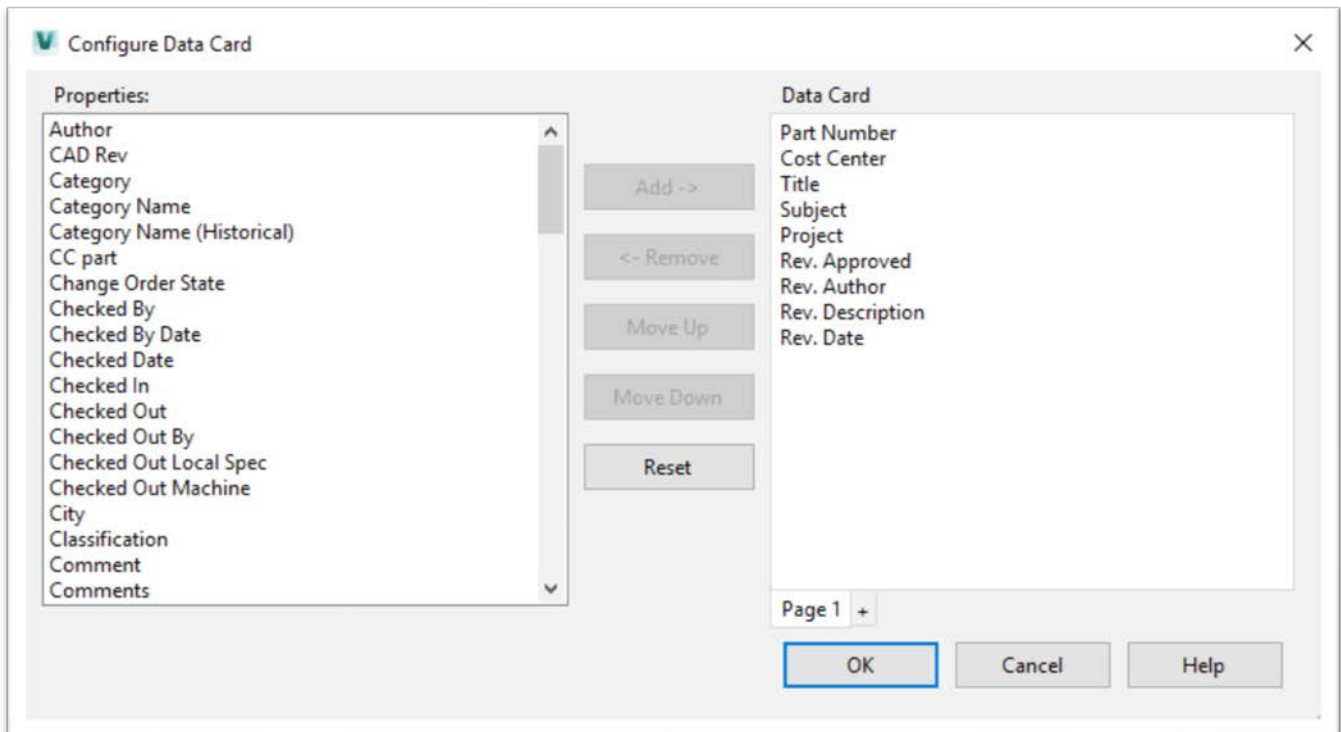 Configure Data Card
Properties:
Author
CAD Rev
Category
Category Name
Category Name (Historical)
CC part
Change Order State
Checked By
Checked By Date
Checked Date
Checked In
Checked Out
Checked Out By
Checked Out Local Spec
Checked Out Machine
City
Classification
Comment
Comments
Add ->
<- Remove
Move Up
Move Down
Reset
Data Card
Part Number
Cost Center
Title
Subject
Project
Rev. Approved
Rev. Author
Rev. Description
Rev. Date
Page 1 +
OK Cancel Help